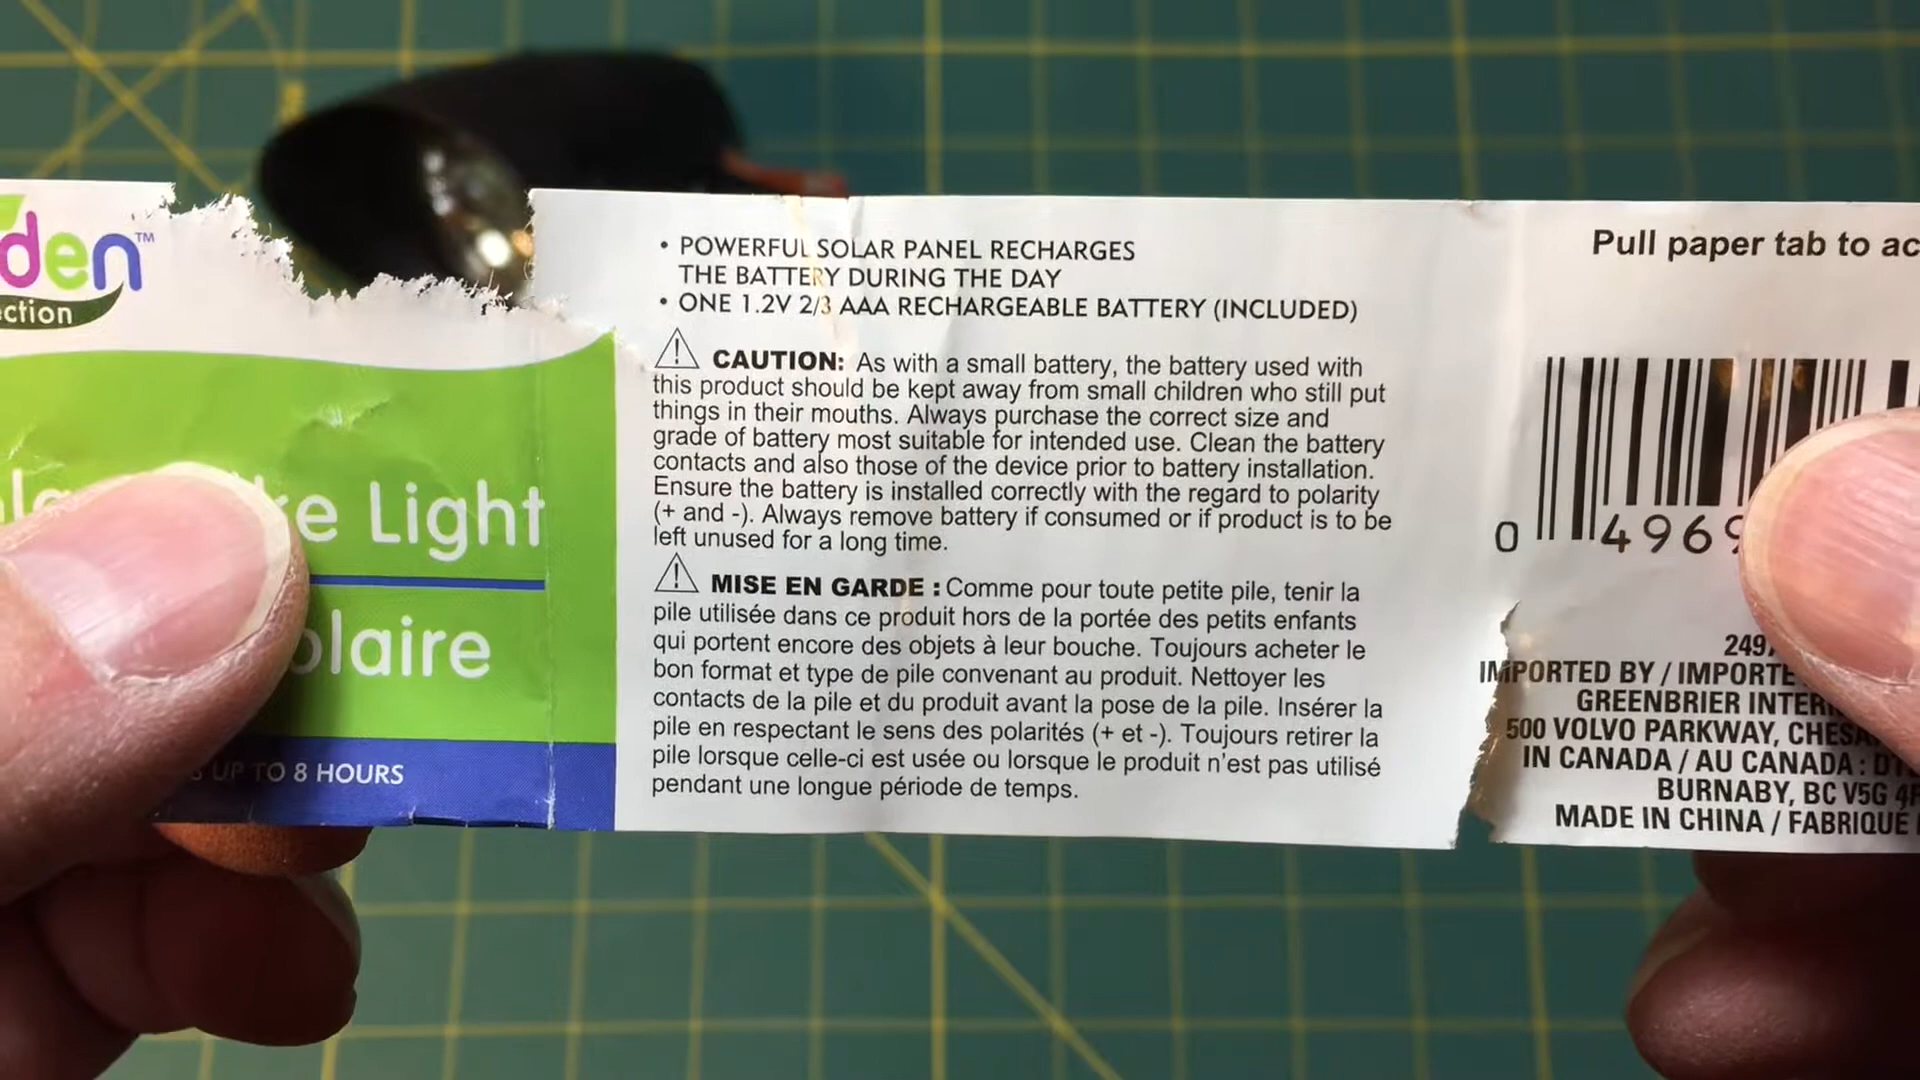 den™
ction
e Light
olaire
UP TO 8 HOURS
• POWERFUL SOLAR PANEL RECHARGES
THE BATTERY DURING THE DAY
• ONE 1.2V 2/3 AAA RECHARGEABLE BATTERY (INCLUDED)
CAUTION: As with a small battery, the battery used with
this product should be kept away from small children who still put
things in their mouths. Always purchase the correct size and
grade of battery most suitable for intended use. Clean the battery
contacts and also those of the device prior to battery installation.
Ensure the battery is installed correctly with the regard to polarity
(+ and -). Always remove battery if consumed or if product is to be
left unused for a long time.
MISE EN GARDE : Comme pour toute petite pile, tenir la
pile utilisée dans ce produit hors de la portée des petits enfants
qui portent encore des objets à leur bouche. Toujours acheter le
bon format et type de pile convenant au produit. Nettoyer les
contacts de la pile et du produit avant la pose de la pile. Insérer la
pile en respectant le sens des polarités (+ et -). Toujours retirer la
pile lorsque celle-ci est usée ou lorsque le produit n'est pas utilisé
pendant une longue période de temps.
Pull paper tab to ac
0 4969
249
IMPORTED BY / IMPORTE
GREENBRIER INTER
500 VOLVO PARKWAY, CHESA
IN CANADA / AU CANADA : DT
BURNABY, BC V5G 4
MADE IN CHINA / FABRIQUÉ